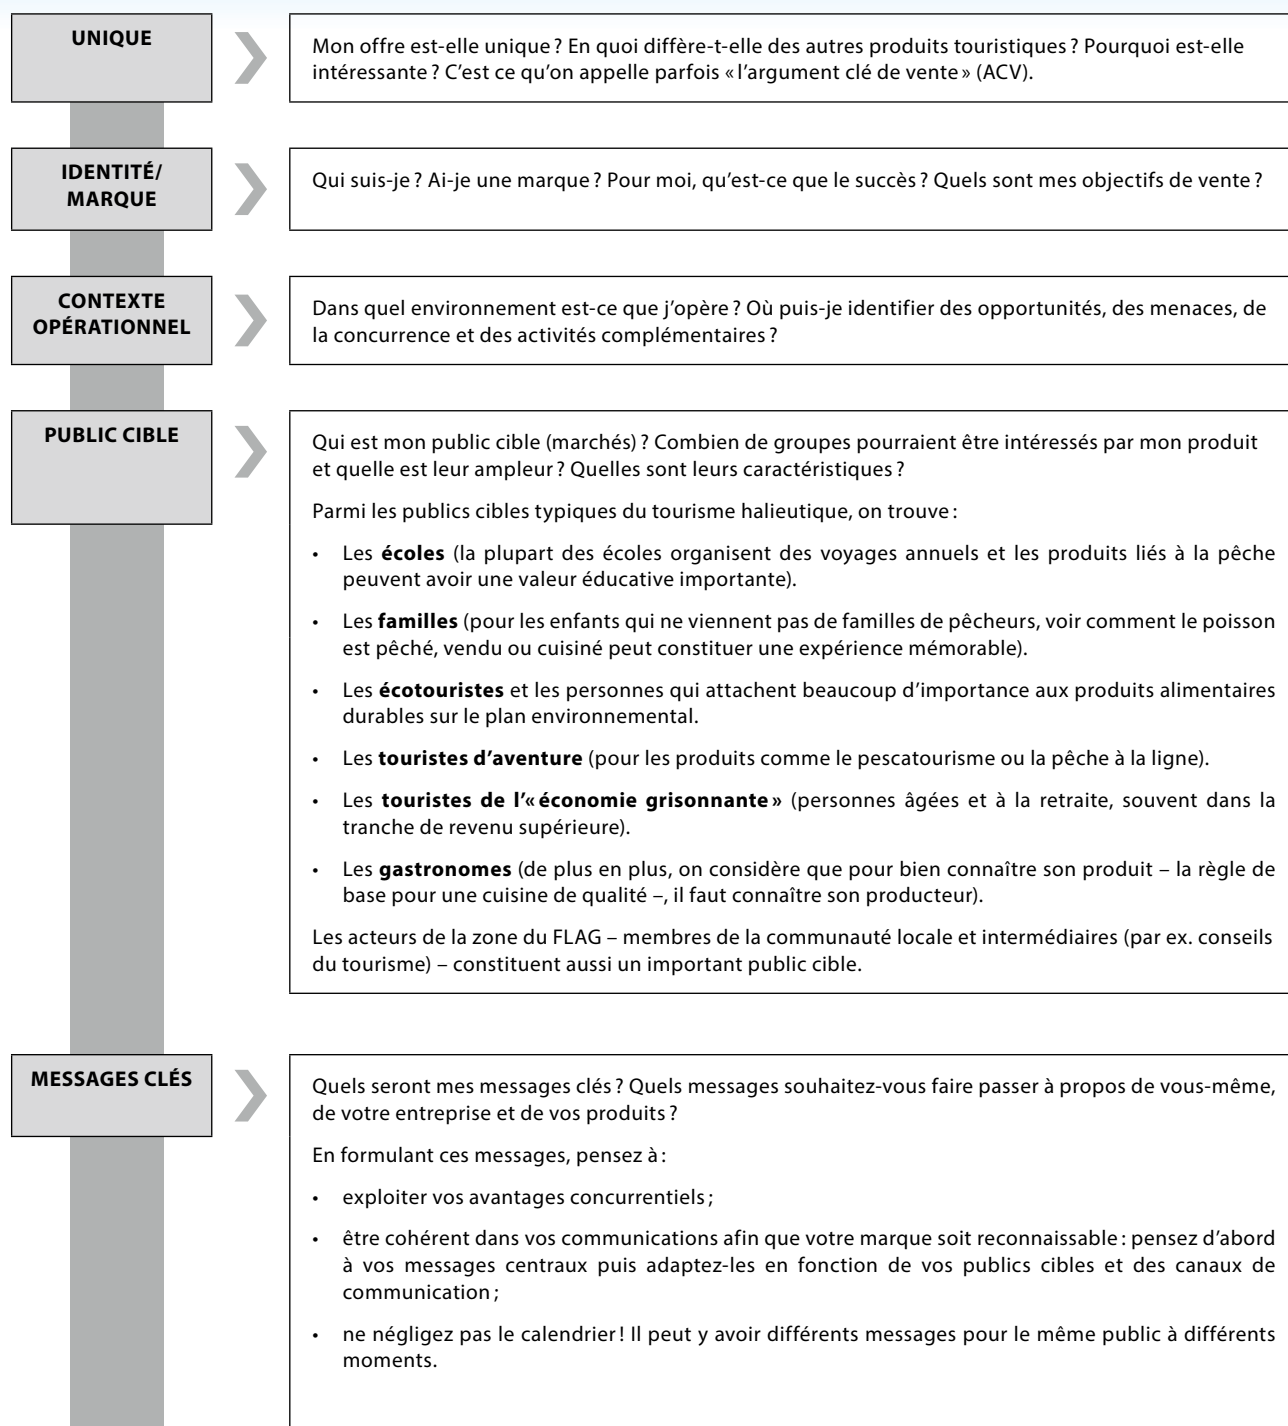 UNIQUE
Mon offre est-elle unique ? En quoi diffère-t-elle des autres produits touristiques ? Pourquoi est-elle
intéressante ? C’est ce qu’on appelle parfois « l’argument clé de vente » (ACV).
IDENTITÉ/
MARQUE
Qui suis-je ? Ai-je une marque ? Pour moi, qu’est-ce que le succès ? Quels sont mes objectifs de vente ?
CONTEXTE
OPÉRATIONNEL
Dans quel environnement est-ce que j’opère ? Où puis-je identifier des opportunités, des menaces, de
la concurrence et des activités complémentaires ?
PUBLIC CIBLE
Qui est mon public cible (marchés) ? Combien de groupes pourraient être intéressés par mon produit
et quelle est leur ampleur ? Quelles sont leurs caractéristiques ?
Parmi les publics cibles typiques du tourisme halieutique, on trouve :
• Les écoles (la plupart des écoles organisent des voyages annuels et les produits liés à la pêche
peuvent avoir une valeur éducative importante).
• Les familles (pour les enfants qui ne viennent pas de familles de pêcheurs, voir comment le poisson
est pêché, vendu ou cuisiné peut constituer une expérience mémorable).
• Les écotouristes et les personnes qui attachent beaucoup d’importance aux produits alimentaires
durables sur le plan environnemental.
• Les touristes d’aventure (pour les produits comme le pescatourisme ou la pêche à la ligne).
• Les touristes de l’« économie grisonnante » (personnes âgées et à la retraite, souvent dans la
tranche de revenu supérieure).
• Les gastronomes (de plus en plus, on considère que pour bien connaître son produit – la règle de
base pour une cuisine de qualité –, il faut connaître son producteur).
Les acteurs de la zone du FLAG – membres de la communauté locale et intermédiaires (par ex. conseils
du tourisme) – constituent aussi un important public cible.
MESSAGES CLÉS
Quels seront mes messages clés ? Quels messages souhaitez-vous faire passer à propos de vous-même,
de votre entreprise et de vos produits ?
En formulant ces messages, pensez à :
• exploiter vos avantages concurrentiels ;
• être cohérent dans vos communications afin que votre marque soit reconnaissable : pensez d’abord
à vos messages centraux puis adaptez-les en fonction de vos publics cibles et des canaux de
communication ;
• ne négligez pas le calendrier ! Il peut y avoir différents messages pour le même public à différents
moments.